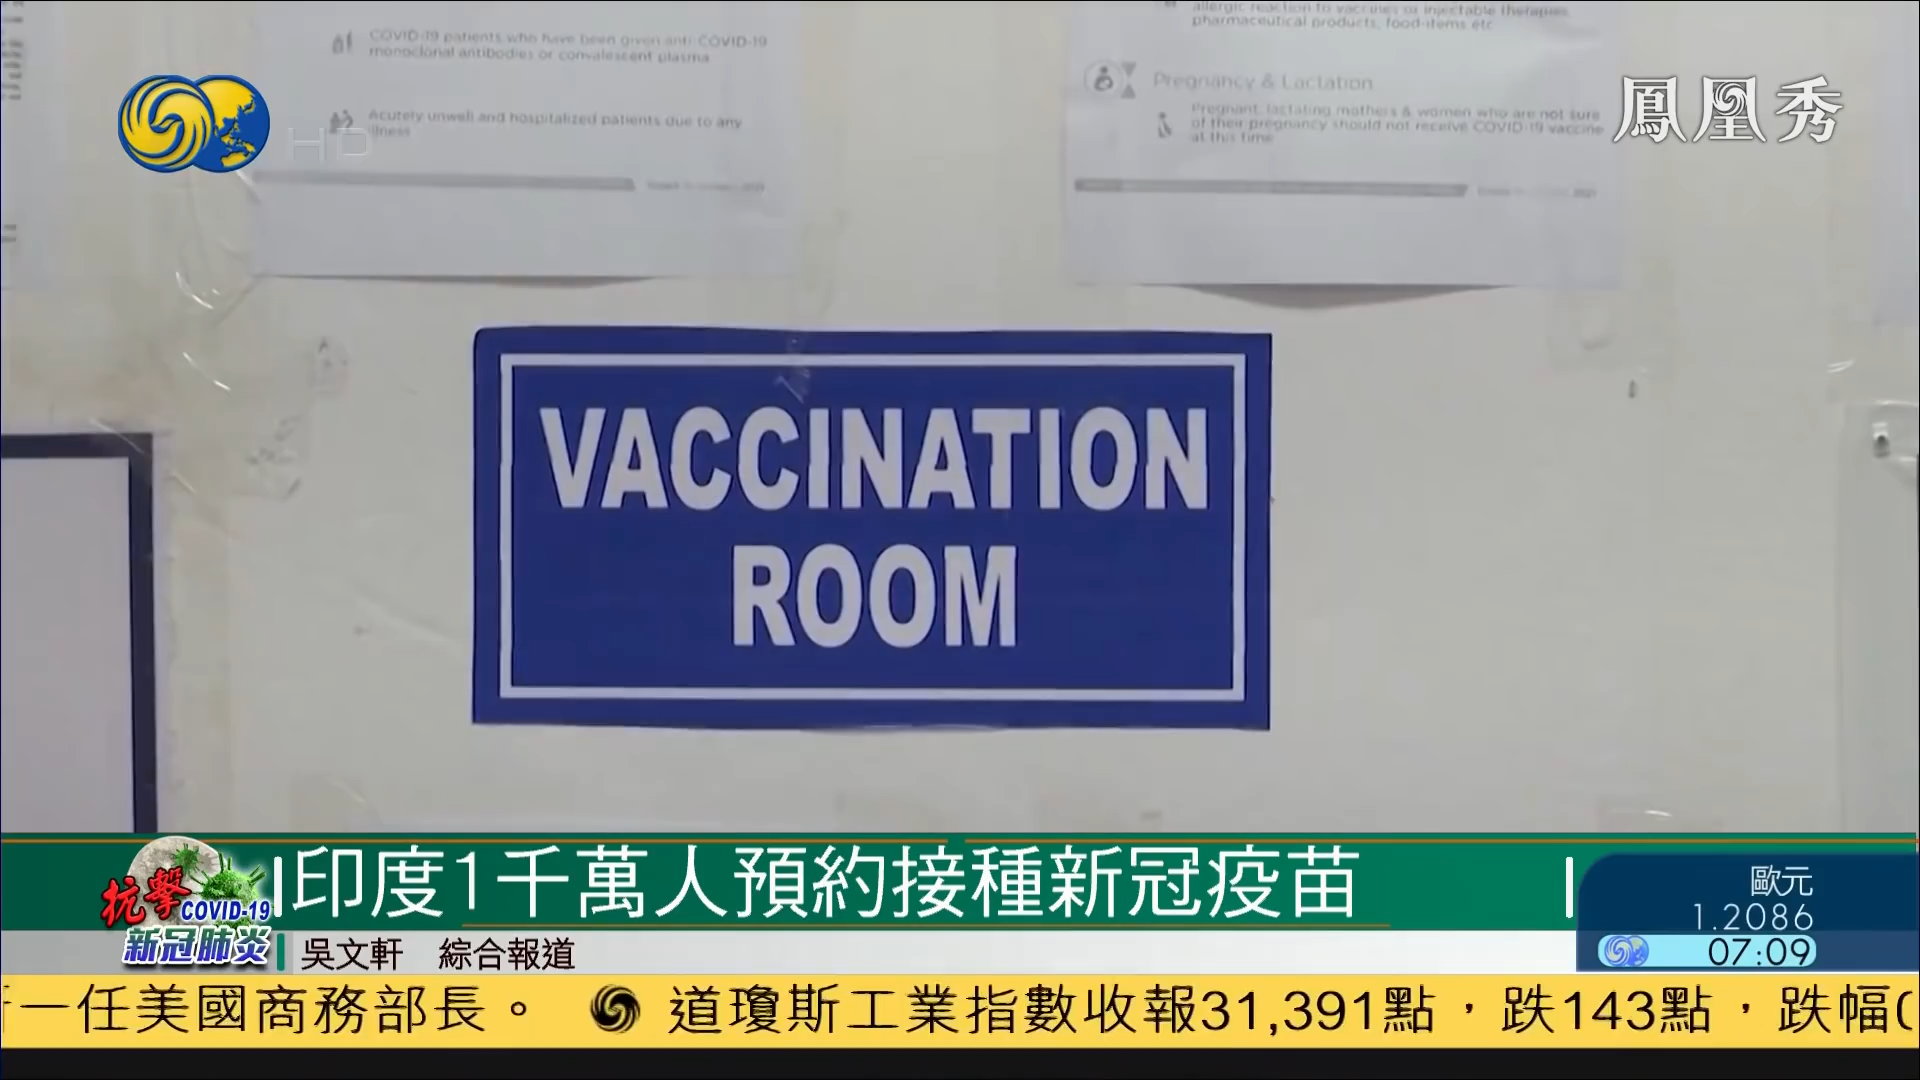 allergic reaction to vaccines or injectable therapies,
pharmaceutical products, food-items etc
COVID-19 patients who have been given anti COVID-19
monoclonal antibodies or convalescent plasma
Pregnancy & Lactation
Acutely unwell and hospitalized patients due to any
illness
Pregnant, lactating mothers & women who are not sure
of their pregnancy should not receive COVID-19 vaccine
at this time
HD
鳳凰秀
VACCINATION
ROOM
抗擊
COVID-19
新冠肺炎
印度1千萬人預約接種新冠疫苗
吳文軒 綜合報道
歐元
1.2086
07:09
一任美國商務部長。 道瓊斯工業指數收報31,391點，跌143點，跌幅0